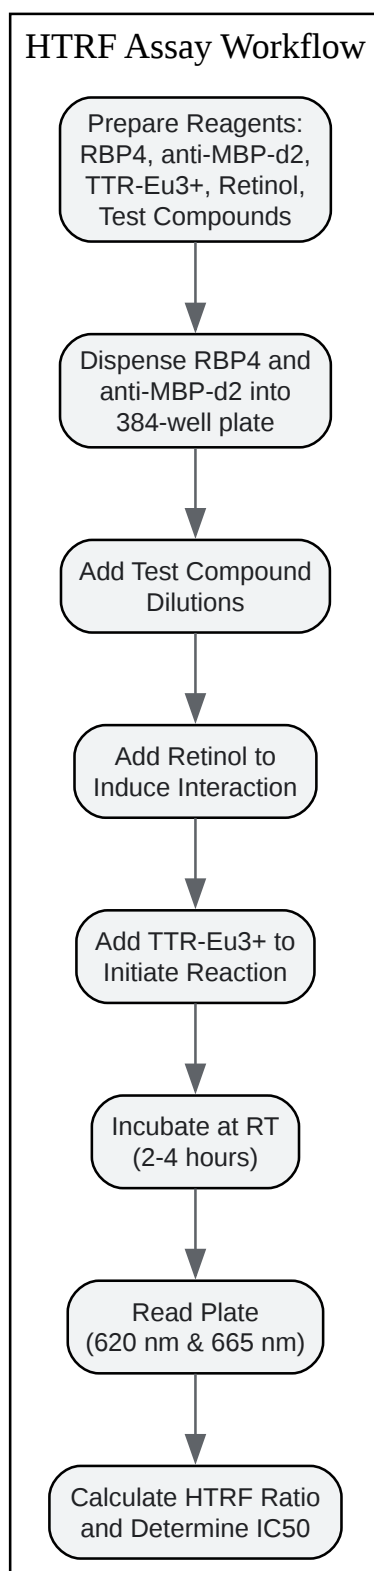 HTRF Assay Workflow
Prepare Reagents:
RBP4, anti-MBP-d2,
TTR-Eu3+, Retinol,
Test Compounds
Dispense RBP4 and
anti-MBP-d2 into
384-well plate
Add Test Compound
Dilutions
Add Retinol to
Induce Interaction
Add TTR-Eu3+ to
Initiate Reaction
Incubate at RT
(2-4 hours)
Read Plate
(620 nm & 665 nm)
Calculate HTRF Ratio
and Determine IC50